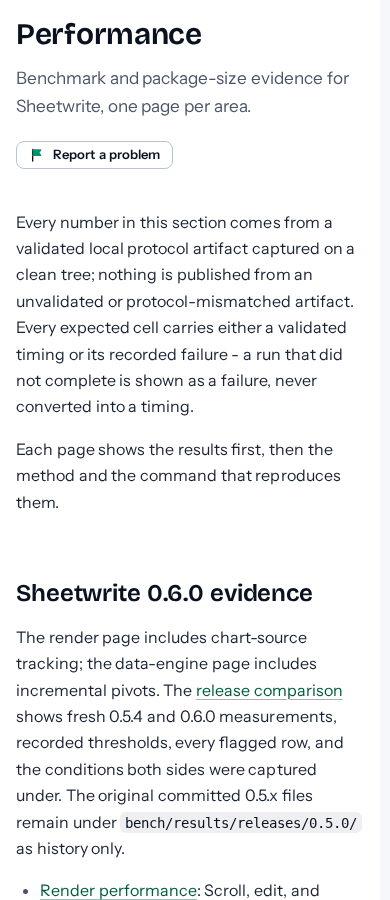 Performance
Benchmark and package-size evidence for
Sheetwrite, one page per area.
Report a problem
Every number in this section comes from a
validated local protocol artifact captured on a
clean tree; nothing is published from an
unvalidated or protocol-mismatched artifact.
Every expected cell carries either a validated
timing or its recorded failure - a run that did
not complete is shown as a failure, never
converted into a timing.
Each page shows the results first, then the
method and the command that reproduces
them.
Sheetwrite 0.6.0 evidence
The render page includes chart-source
tracking; the data-engine page includes
incremental pivots. The release comparison
shows fresh 0.5.4 and 0.6.0 measurements,
recorded thresholds, every flagged row, and
the conditions both sides were captured
under. The original committed 0.5.x files
remain under bench/results/releases/0.5.0/
as history only.
• Render performance: Scroll, edit, and